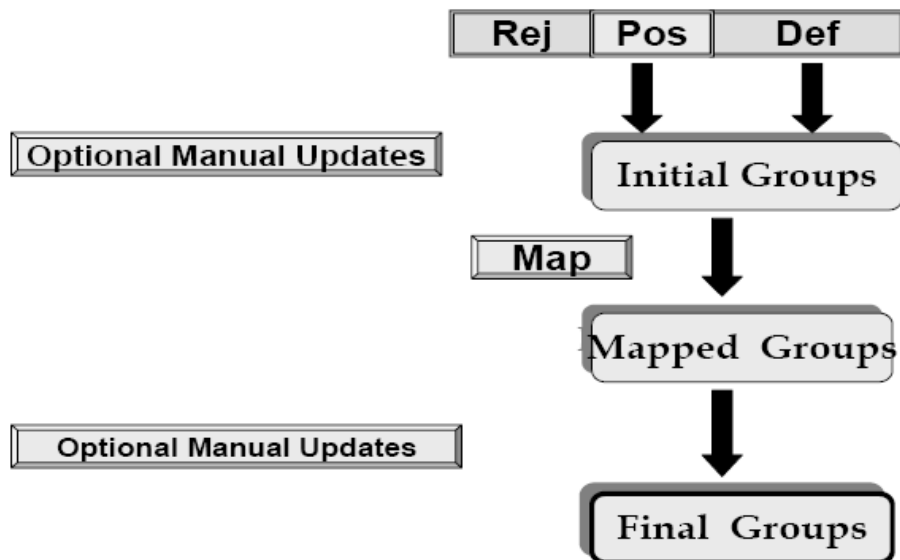 Rej Pos Def
Optional Manual Updates
Initial Groups
Map
Mapped Groups
Optional Manual Updates
Final Groups